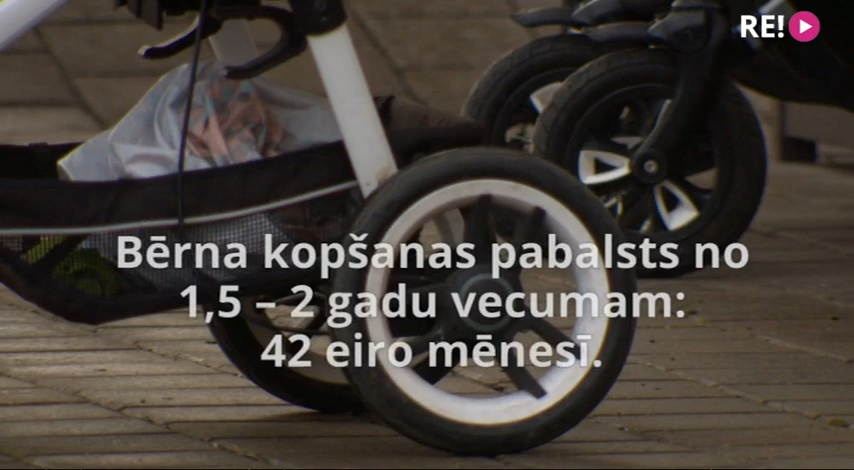 RE!
Bērna kopšanas pabalsts no
1,5 – 2 gadu vecumam:
42 eiro mēnesī.